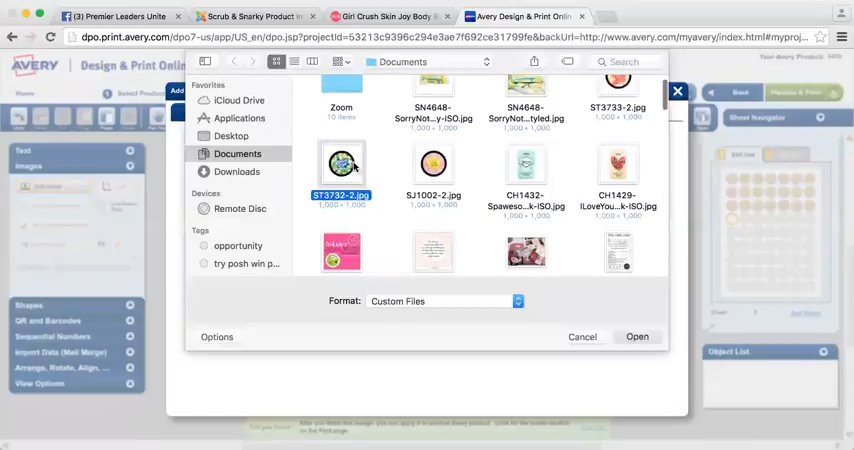 (3) Premier Leaders Unite
Scrub & Snarky Product In
Girl Crush Skin Joy Body B
Avery Design & Print Onlin
dpo.print.avery.com/dpo7-us/app/US_en/dpo.jsp?projectId=53213c9396c294e3ae7f692ce31799fe&backUrl=http://www.avery.com/myavery/index.html#myproj
AVERY
Design & Print Onlin
Home
Select Produc
Add
Back
Sheet Navigator
Text
Images
Shapes
QR and Barcodes
Sequential Numbers
Import Data (Mail Merge)
Arrange, Rotate, Align, ...
View Options
Documents
Search
Favorites
iCloud Drive
Applications
Desktop
Documents
Downloads
Devices
Remote Disc
Tags
opportunity
try posh win p...
Zoom
10 items
SN4648-
SorryNot...y-ISO.jpg
1,000 × 1,000
SN4648-
SorryNot...tyled.jpg
1,000 × 1,000
ST3733-2.jpg
1,000 × 1,000
ST3732-2.jpg
1,000 × 1,000
SJ1002-2.jpg
1,000 × 1,000
CH1432-
Spaweso...k-ISO.jpg
1,000 × 1,000
CH1429-
ILoveYou...k-ISO.jpg
1,000 × 1,000
Format:
Custom Files
Options
Cancel
Open
Object List